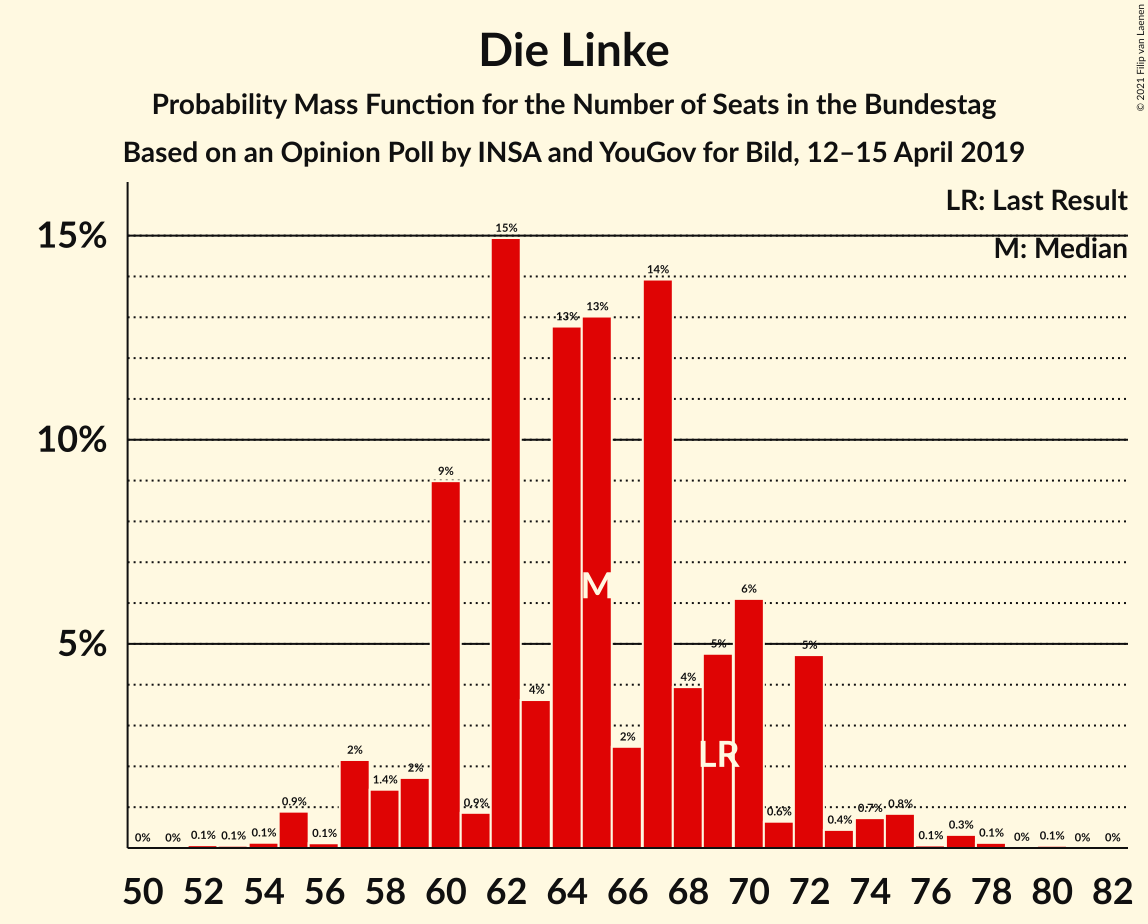 Die Linke
Probability Mass Function for the Number of Seats in the Bundestag
Based on an Opinion Poll by INSA and YouGov for Bild, 12–15 April 2019
© 2021 Filip van Laenen
LR: Last Result
M: Median
15%
10%
5%
0% 0% 0.1% 0.1% 0.1% 0.9% 0.1% 2% 1.4% 2% 9% 0.9% 15% 4% 13% 13% 2% 14% 4% 5% 6% 0.6% 5% 0.4% 0.7% 0.8% 0.1% 0.3% 0.1% 0% 0.1% 0% 0%
M
LR
50 52 54 56 58 60 62 64 66 68 70 72 74 76 78 80 82